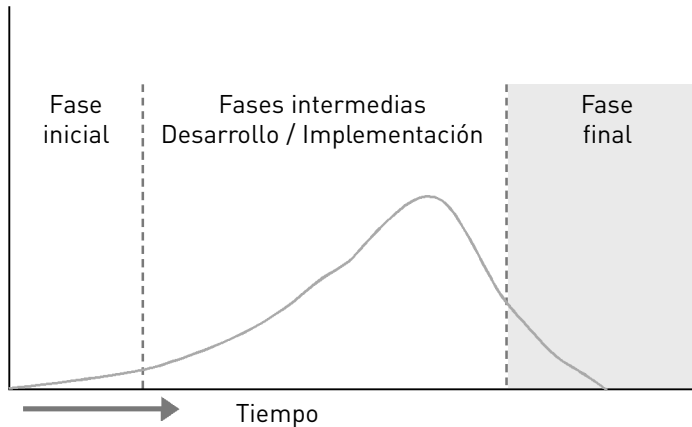 Fase
inicial
Fases intermedias
Desarrollo / Implementación
Fase
final
Tiempo